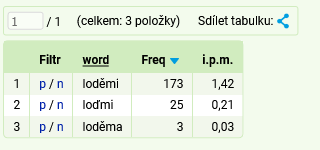 1 / 1 (celkem: 3 položky) Sdílet tabulku:
Filtr word Freq i.p.m.
1 p / n loděmi 173 1,42
2 p / n loďmi 25 0,21
3 p / n loděma 3 0,03